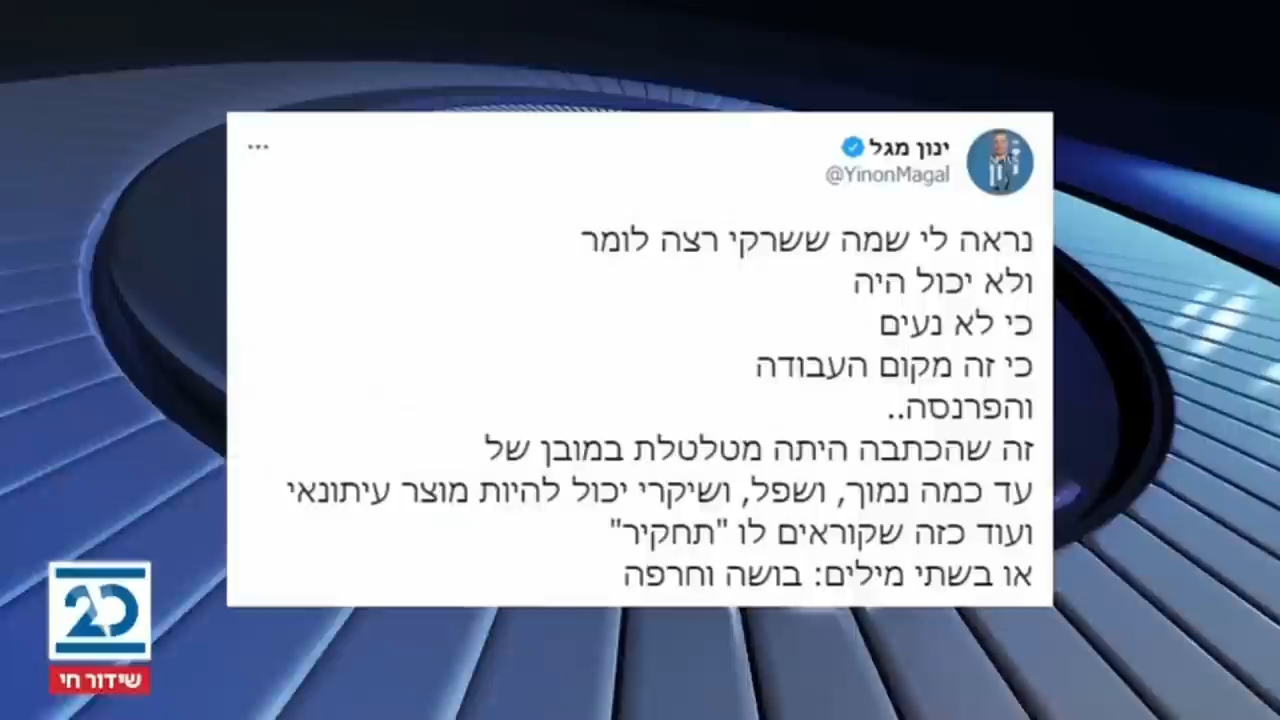 ינון מגל
@YinonMagal
...
נראה לי שמה ששרקי רצה לומר
ולא יכול היה
כי לא נעים
כי זה מקום העבודה
והפרנסה..
זה שהכתבה היתה מטלטלת במובן של
עד כמה נמוך, ושפל, ושיקרי יכול להיות מוצר עיתונאי
ועוד כזה שקוראים לו "תחקיר"
או בשתי מילים: בושה וחרפה
20
שידור חי